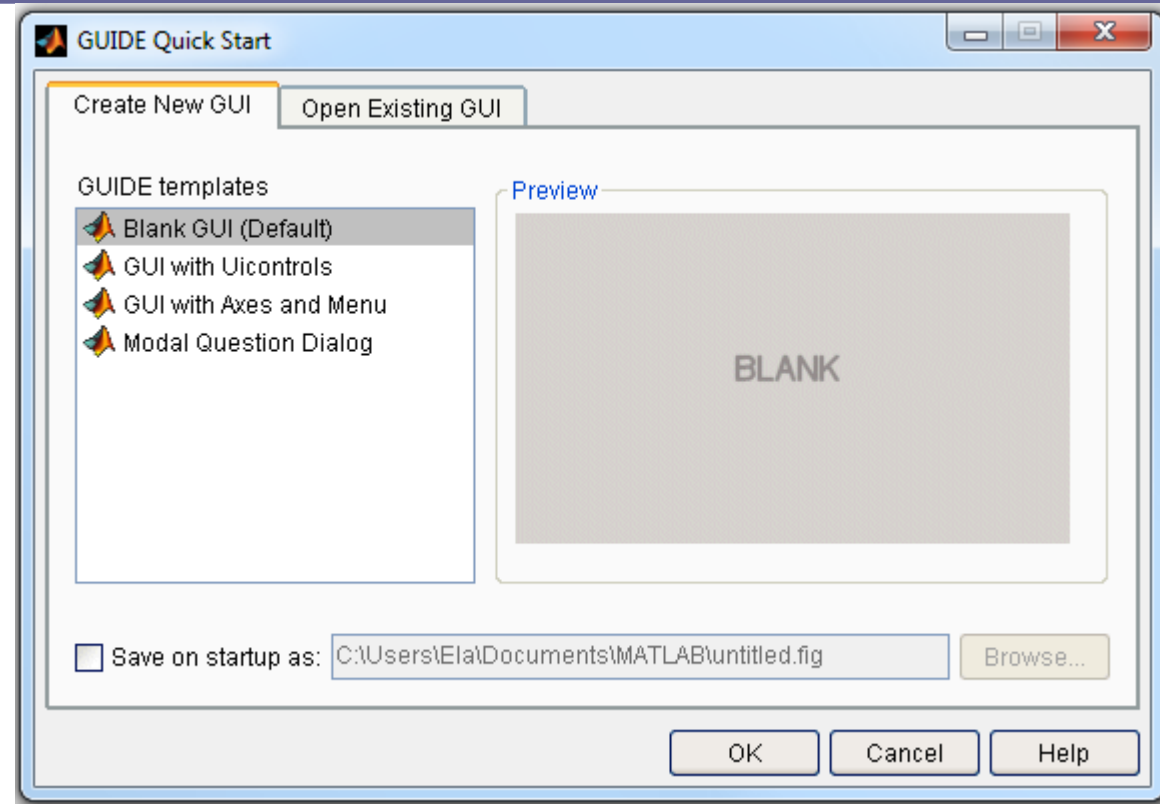 GUIDE Quick Start
Create New GUI
Open Existing GUI
GUIDE templates
Blank GUI (Default)
GUI with Uicontrols
GUI with Axes and Menu
Modal Question Dialog
Preview
BLANK
Save on startup as: C:\Users\Ela\Documents\MATLAB\untitled.fig Browse...
OK Cancel Help